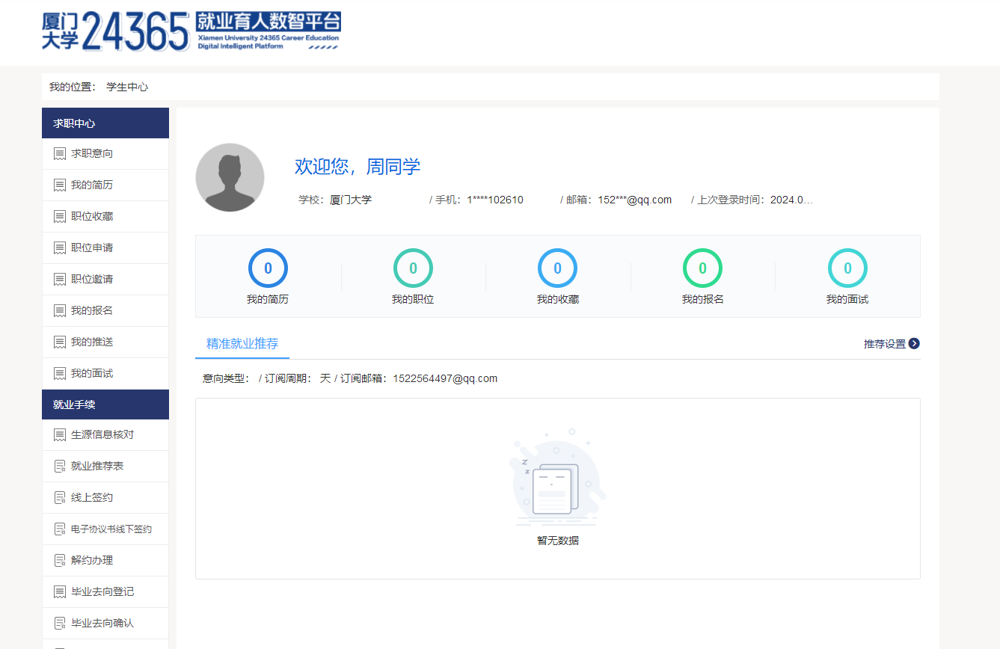 厦门大学 24365 就业育人数智平台
Xiamen University 24365 Career Education
Digital Intelligent Platform
我的位置： 学生中心
求职中心
求职意向
我的简历
职位收藏
职位申请
职位邀请
我的报名
我的推送
我的面试
就业手续
生源信息核对
就业推荐表
线上签约
电子协议书线下签约
解约办理
毕业去向登记
毕业去向确认
欢迎您，周同学
学校：厦门大学 / 手机：1****102610 / 邮箱：152***@qq.com / 上次登录时间：2024.0…
0 0 0 0 0
我的简历 我的职位 我的收藏 我的报名 我的面试
精准就业推荐 推荐设置
意向类型： / 订阅周期： 天 / 订阅邮箱：1522564497@qq.com
z
z
暂无数据